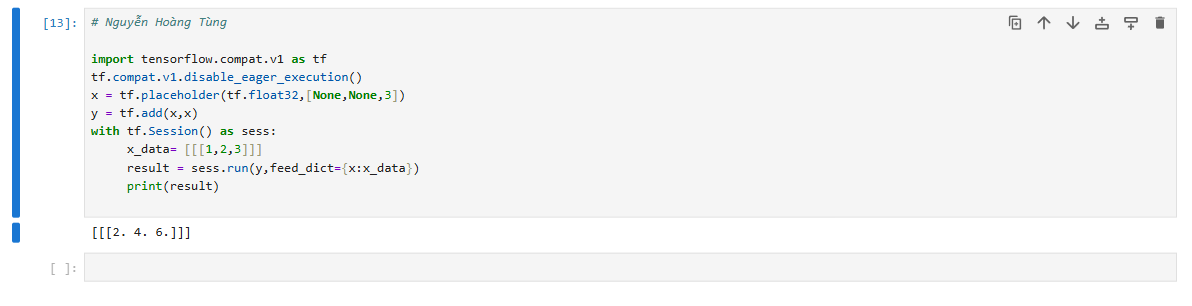 [13]: # Nguyễn Hoàng Tùng
import tensorflow.compat.v1 as tf
tf.compat.v1.disable_eager_execution()
x = tf.placeholder(tf.float32,[None,None,3])
y = tf.add(x,x)
with tf.Session() as sess:
     x_data= [[[1,2,3]]]
     result = sess.run(y,feed_dict={x:x_data})
     print(result)
[[[2. 4. 6.]]]
[ ]: